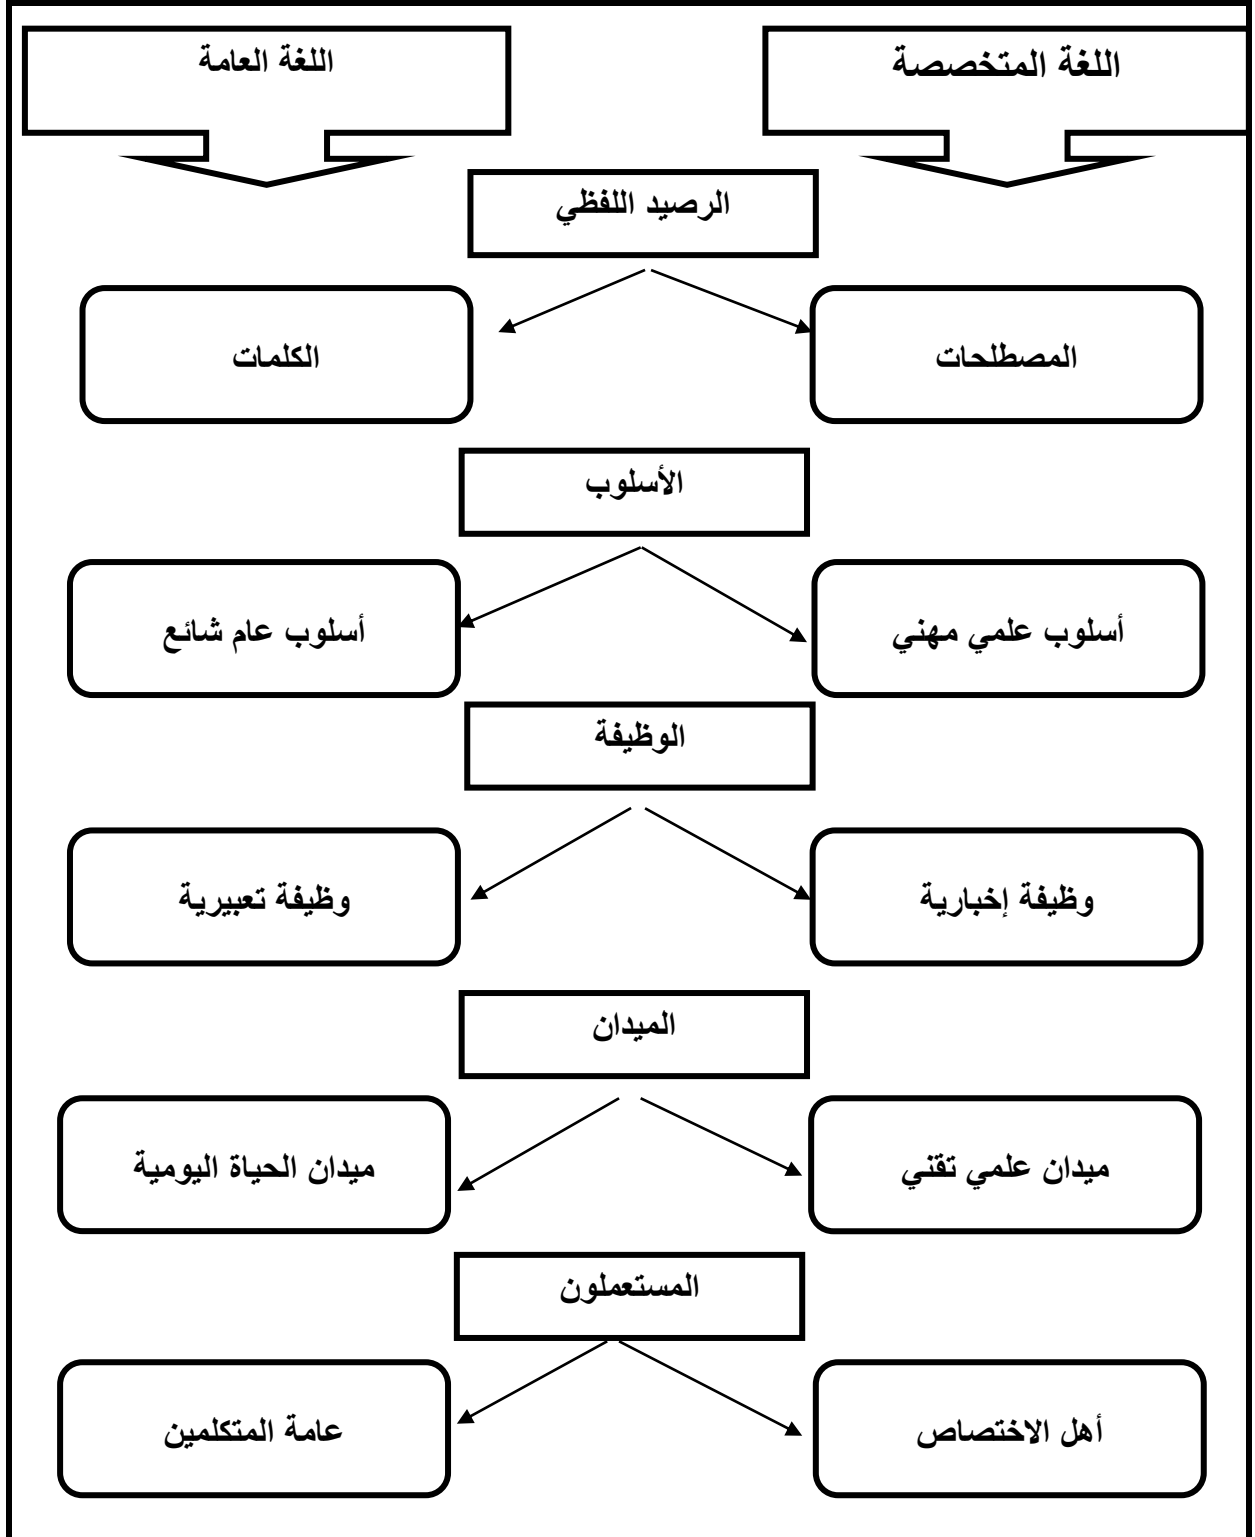 اللغة المتخصصة
اللغة العامة
الرصيد اللفظي
المصطلحات
الكلمات
الأسلوب
أسلوب علمي مهني
أسلوب عام شائع
الوظيفة
وظيفة إخبارية
وظيفة تعبيرية
الميدان
ميدان علمي تقني
ميدان الحياة اليومية
المستعملون
أهل الاختصاص
عامة المتكلمين